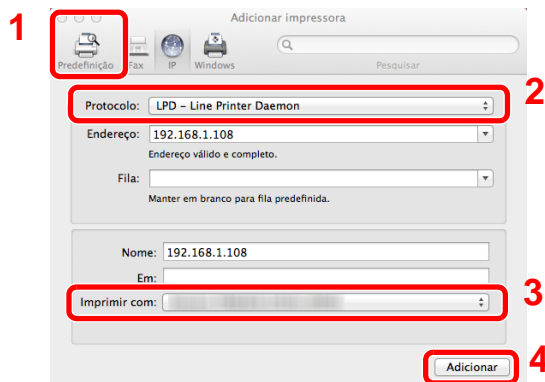 1
Adicionar impressora
Predefinição Fax IP Windows Pesquisar
2
Protocolo: LPD – Line Printer Daemon
Endereço: 192.168.1.108
Endereço válido e completo.
Fila:
Manter em branco para fila predefinida.
Nome: 192.168.1.108
Em:
3
Imprimir com:
Adicionar
4